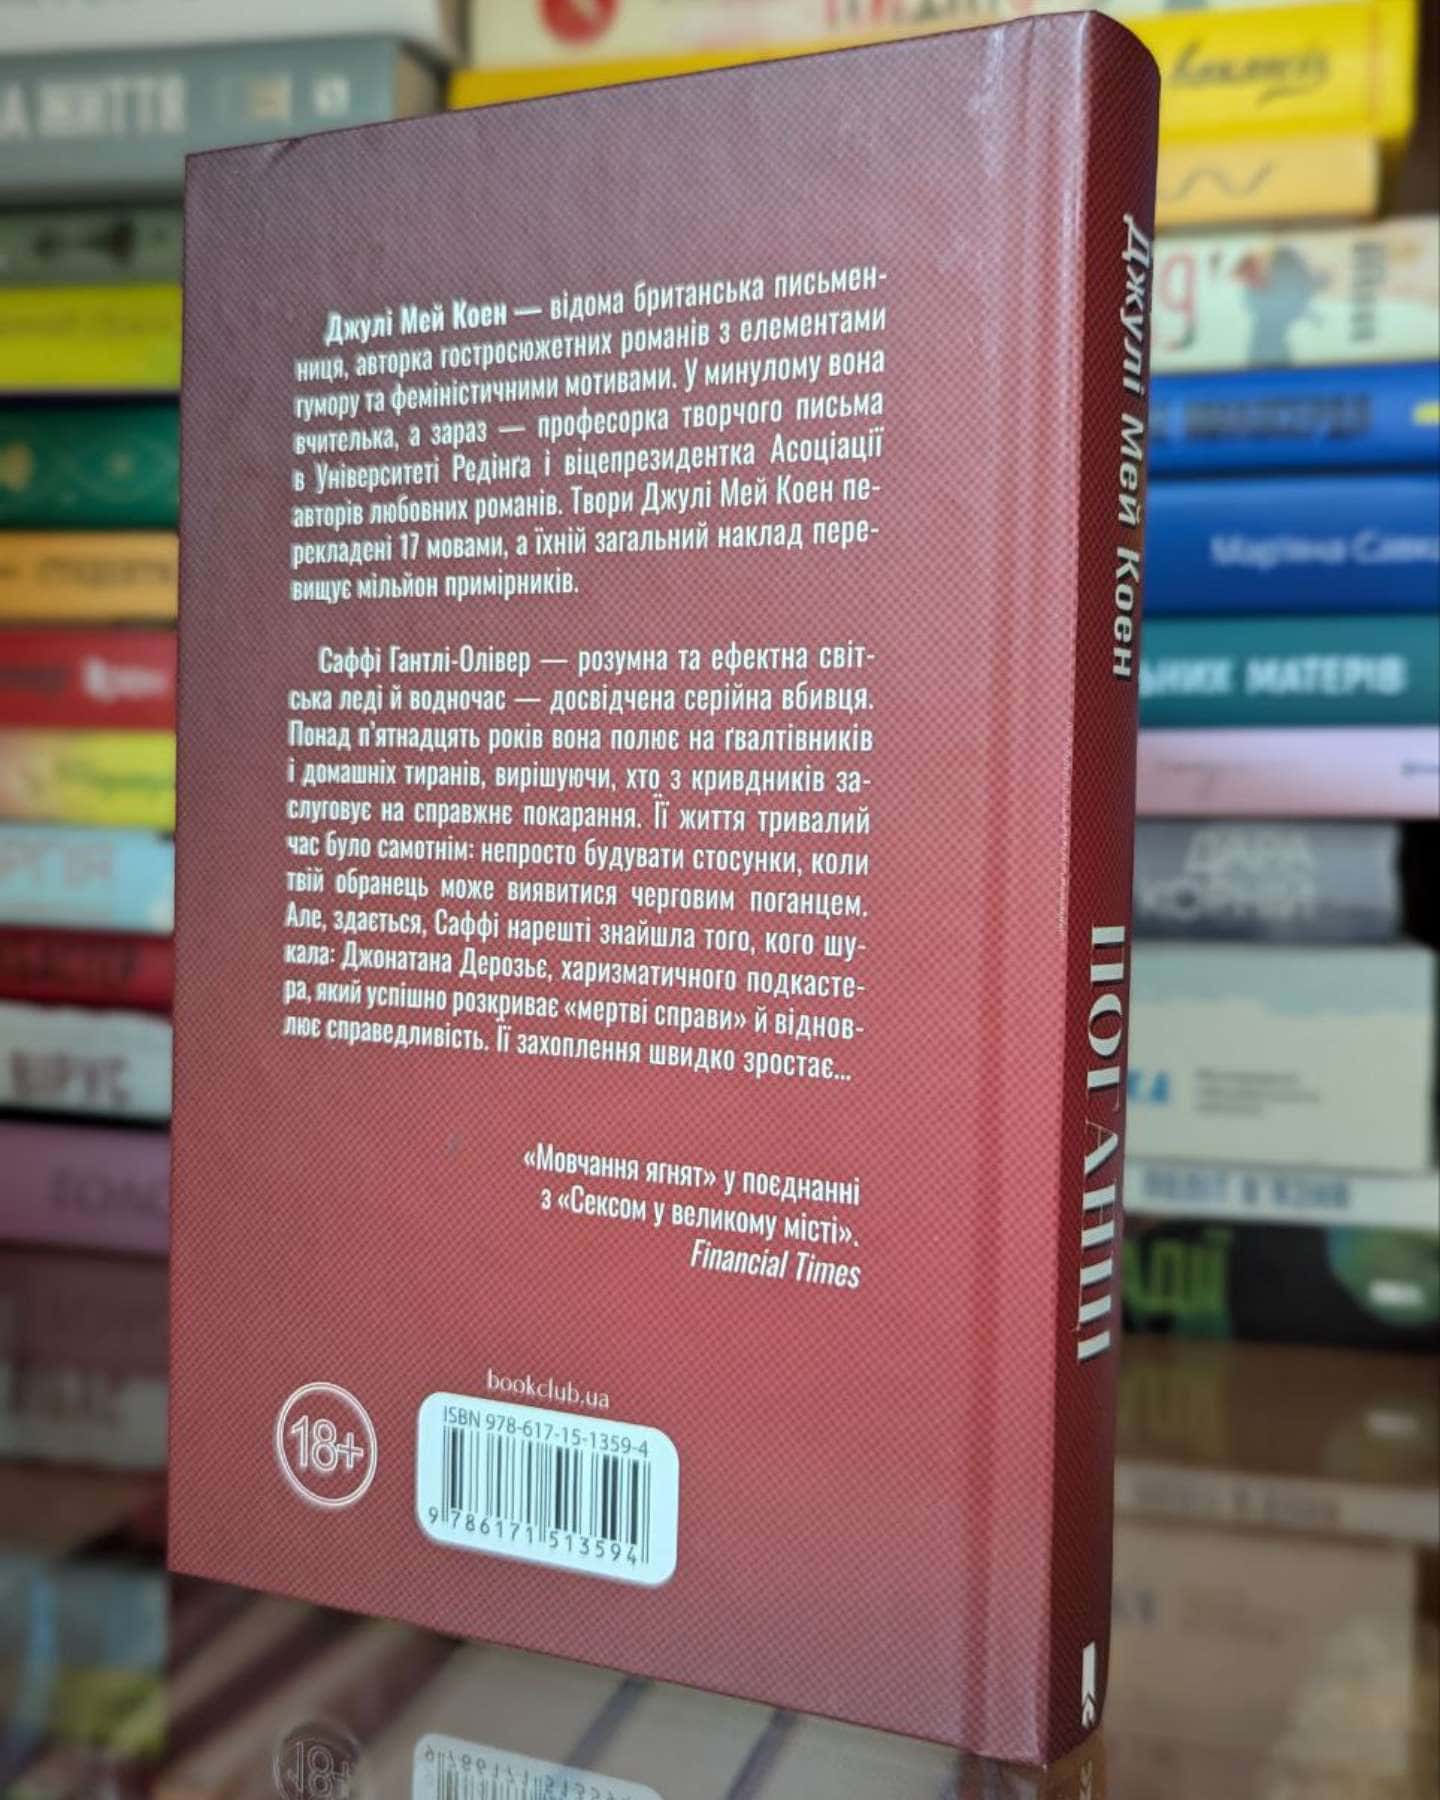 Джулі Мей Коен — відома британська письмен-
ниця, авторка гостросюжетних романів з елементами
гумору та феміністичними мотивами. У минулому вона
вчителька, а зараз — професорка творчого письма
в Університеті Редінґа і віцепрезидентка Асоціації
авторів любовних романів. Твори Джулі Мей Коен пе-
рекладені 17 мовами, а їхній загальний наклад пере-
вищує мільйон примірників.
Саффі Гантлі-Олівер — розумна та ефектна світ-
ська леді й водночас — досвідчена серійна вбивця.
Понад п'ятнадцять років вона полює на ґвалтівників
і домашніх тиранів, вирішуючи, хто з кривдників за-
слуговує на справжнє покарання. Її життя тривалий
час було самотнім: непросто будувати стосунки, коли
твій обранець може виявитися черговим поганцем.
Але, здається, Саффі нарешті знайшла того, кого шу-
кала: Джонатана Дерозьє, харизматичного подкасте-
ра, який успішно розкриває «мертві справи» й віднов-
лює справедливість. Її захоплення швидко зростає...
«Мовчання ягнят» у поєднанні
з «Сексом у великому місті».
Financial Times
bookclub.ua
18+
ISBN 978-617-15-1359-4
9 786171 513594
Джулі Мей Коен
ПОГАНЦІ
А ЖИТТЯ
ЬНИХ МАТЕРІВ
ДАРА
КОРНІЙ
ВІРУС